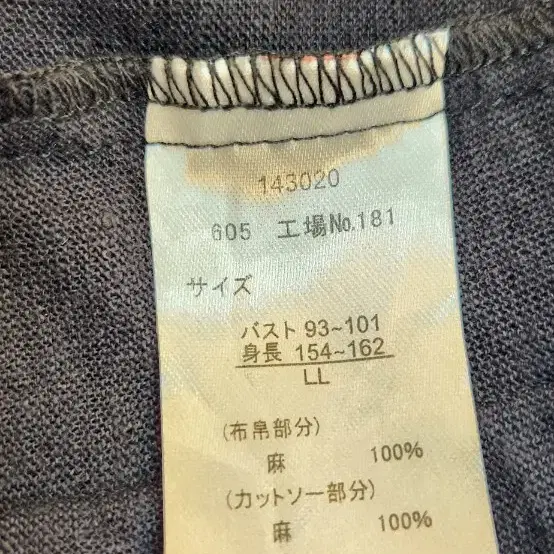 143020
605 工場No.181
サイズ
バスト 93~101
身長 154~162
LL
(布帛部分)
麻 100%
(カットソー部分)
麻 100%